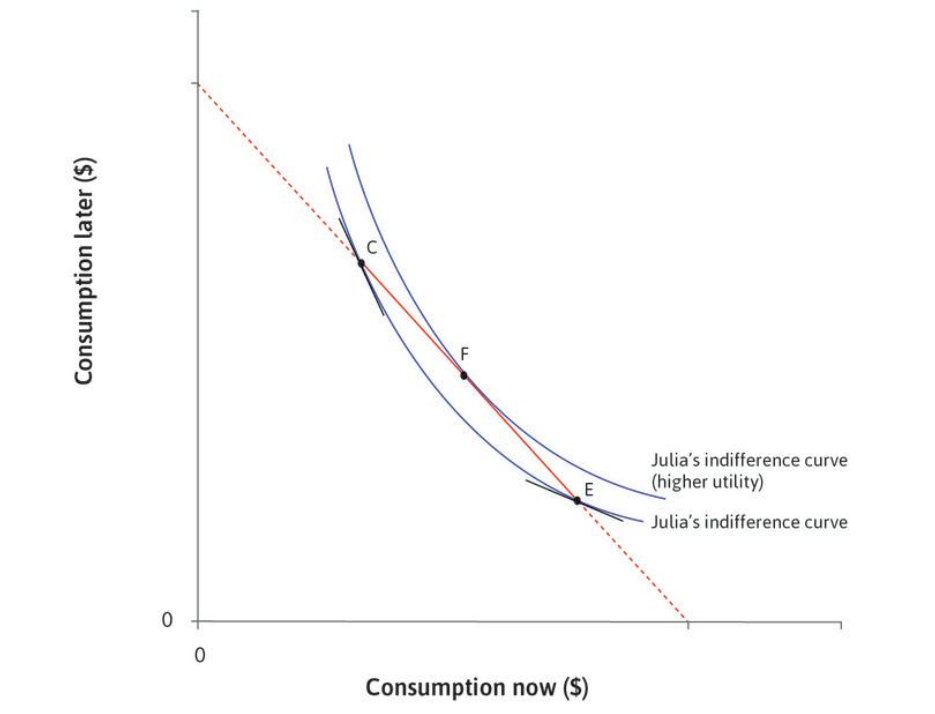 Consumption later ($)
C
F
E
Julia's indifference curve
(higher utility)
Julia's indifference curve
0
0
Consumption now ($)